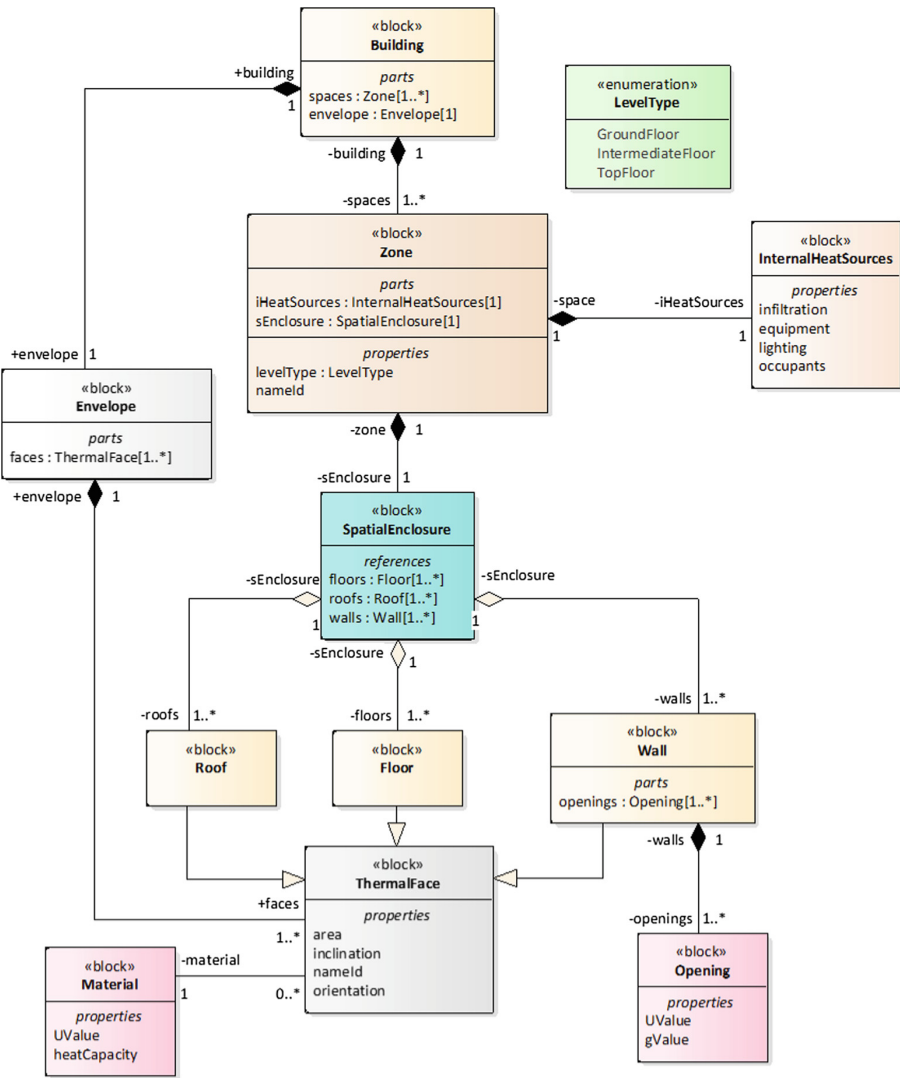 «block»
Building
parts
spaces : Zone[1..*]
envelope : Envelope[1]
+building
1
-building
1
«enumeration»
LevelType
GroundFloor
IntermediateFloor
TopFloor
-spaces
1..*
«block»
Zone
parts
iHeatSources : InternalHeatSources[1]
sEnclosure : SpatialEnclosure[1]
properties
levelType : LevelType
nameId
-space
1
-iHeatSources
1
«block»
InternalHeatSources
properties
infiltration
equipment
lighting
occupants
+envelope
1
«block»
Envelope
parts
faces : ThermalFace[1..*]
+envelope
1
-zone
1
-sEnclosure
1
«block»
SpatialEnclosure
references
floors : Floor[1..*]
roofs : Roof[1..*]
walls : Wall[1..*]
-sEnclosure
1
-sEnclosure
1
-sEnclosure
1
-roofs
1..*
-floors
1..*
-walls
1..*
«block»
Roof
«block»
Floor
«block»
Wall
parts
openings : Opening[1..*]
-walls
1
-openings
1..*
«block»
ThermalFace
properties
area
inclination
nameId
orientation
+faces
1..*
-material
1
0..*
«block»
Material
properties
UValue
heatCapacity
«block»
Opening
properties
UValue
gValue